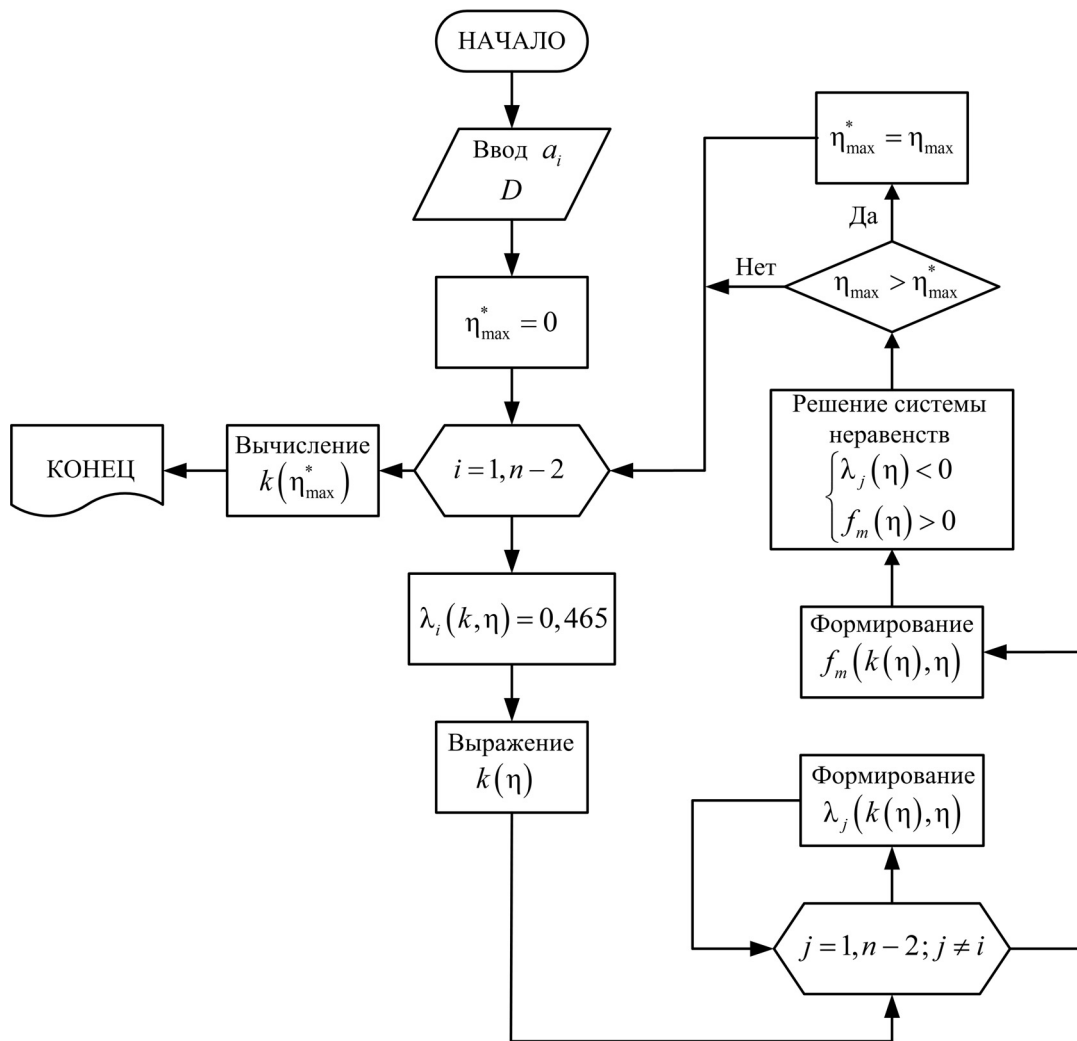 НАЧАЛО
Ввод a_i
D
η*_max = 0
i = 1, n − 2
Вычисление
k(η*_max)
КОНЕЦ
λ_i(k, η) = 0,465
Выражение
k(η)
j = 1, n − 2; j ≠ i
Формирование
λ_j(k(η), η)
Формирование
f_m(k(η), η)
Решение системы
неравенств
λ_j(η) < 0
f_m(η) > 0
η_max > η*_max
Нет
Да
η*_max = η_max